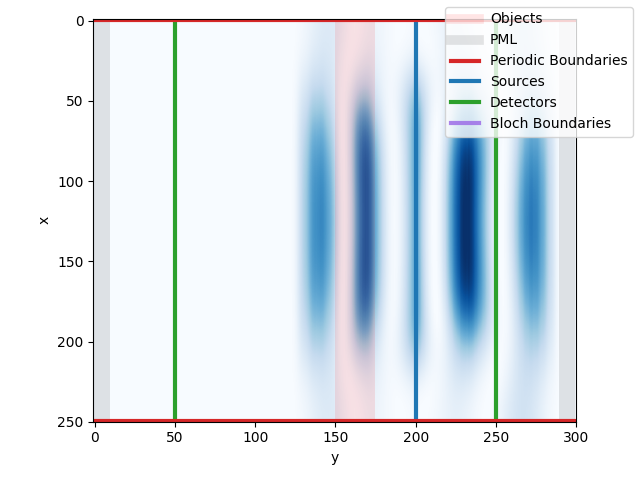 Objects
PML
Periodic Boundaries
Sources
Detectors
Bloch Boundaries
0
50
100
150
200
250
x
0 50 100 150 200 250 300
y